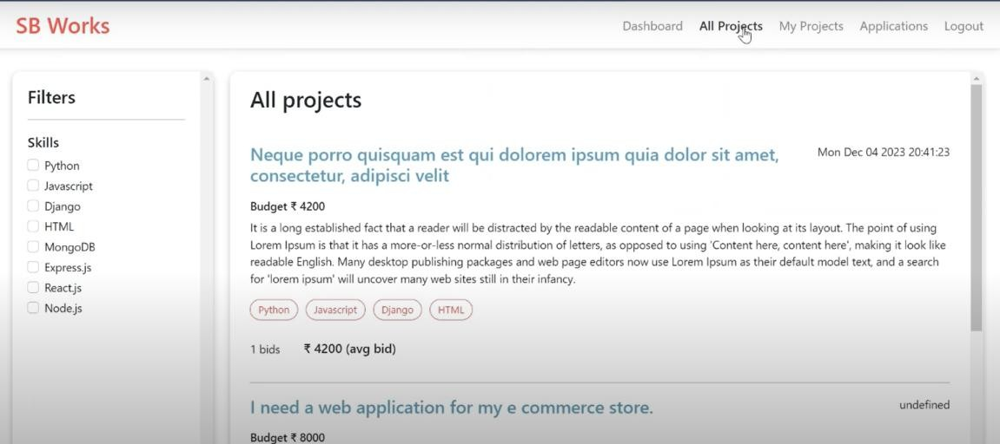 SB Works
Dashboard All Projects My Projects Applications Logout
Filters
Skills
Python
Javascript
Django
HTML
MongoDB
Express.js
React.js
Node.js
All projects
Neque porro quisquam est qui dolorem ipsum quia dolor sit amet,
consectetur, adipisci velit
Mon Dec 04 2023 20:41:23
Budget ₹ 4200
It is a long established fact that a reader will be distracted by the readable content of a page when looking at its layout. The point of using
Lorem Ipsum is that it has a more-or-less normal distribution of letters, as opposed to using 'Content here, content here', making it look like
readable English. Many desktop publishing packages and web page editors now use Lorem Ipsum as their default model text, and a search
for 'lorem ipsum' will uncover many web sites still in their infancy.
Python Javascript Django HTML
1 bids ₹ 4200 (avg bid)
I need a web application for my e commerce store.
undefined
Budget ₹ 8000